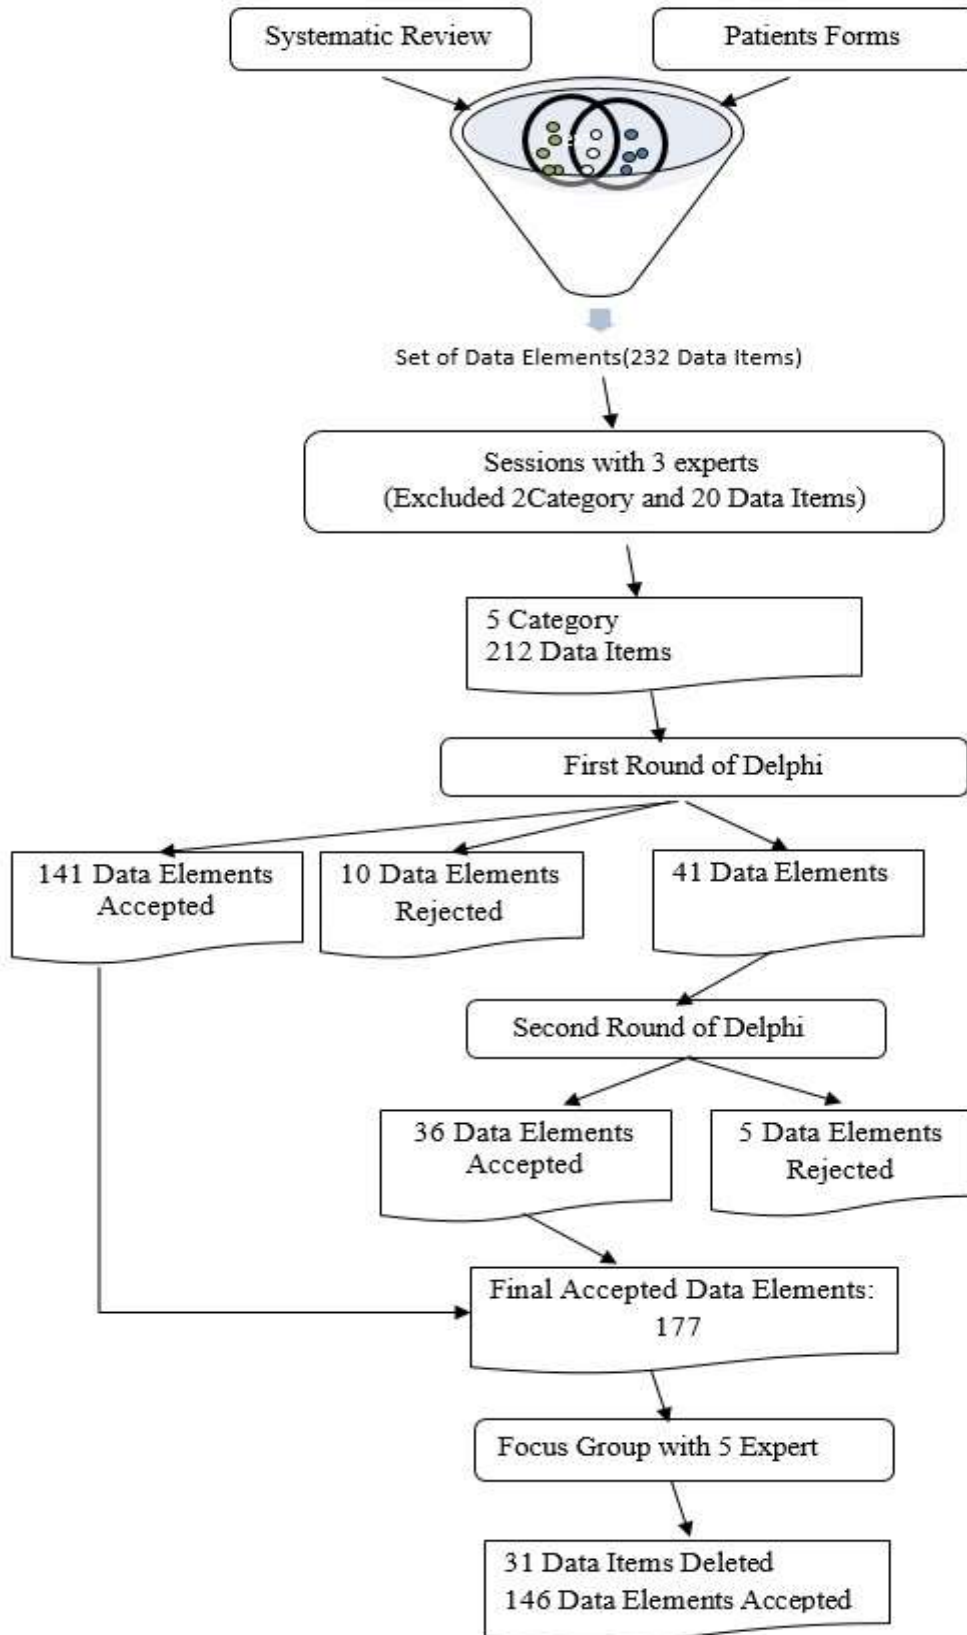 Systematic Review
Patients Forms
Set of Data Elements(232 Data Items)
Sessions with 3 experts
(Excluded 2Category and 20 Data Items)
5 Category
212 Data Items
First Round of Delphi
141 Data Elements
Accepted
10 Data Elements
Rejected
41 Data Elements
Second Round of Delphi
36 Data Elements
Accepted
5 Data Elements
Rejected
Final Accepted Data Elements:
177
Focus Group with 5 Expert
31 Data Items Deleted
146 Data Elements Accepted